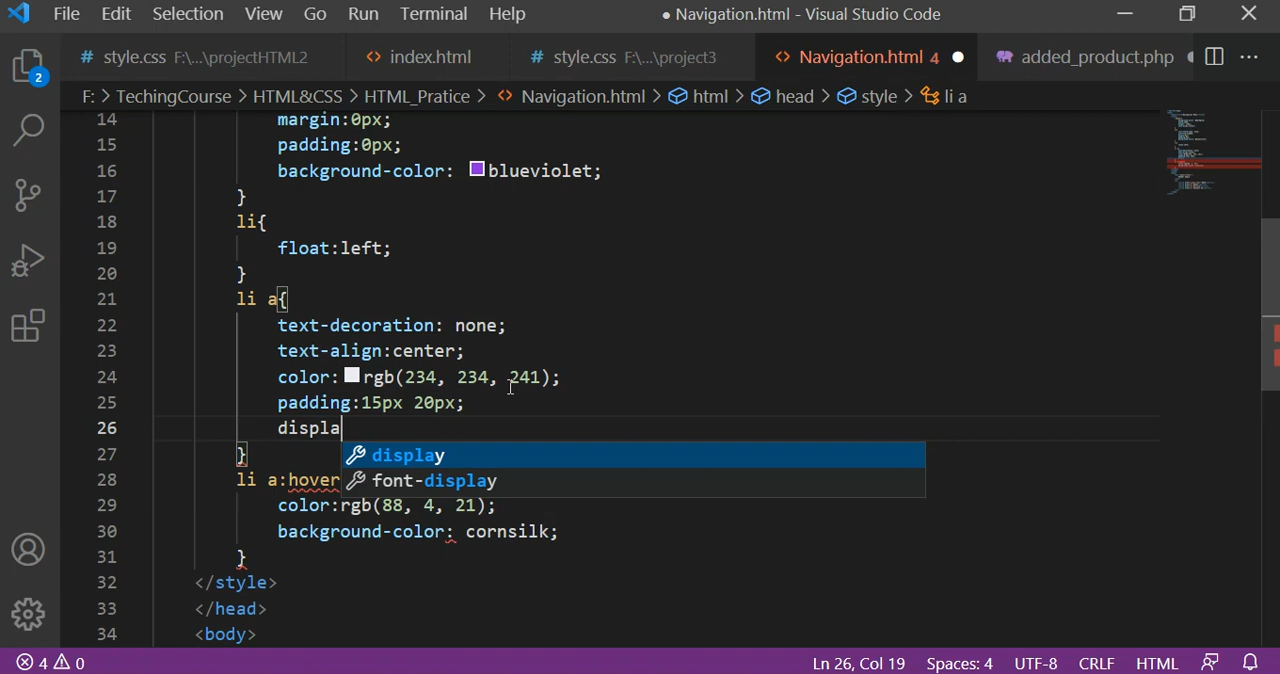 File Edit Selection View Go Run Terminal Help ● Navigation.html - Visual Studio Code
# style.css F:\...\projectHTML2 <> index.html # style.css F:\...\project3 <> Navigation.html 4 ● added_product.php
F: > TechingCourse > HTML&CSS > HTML_Pratice > <> Navigation.html > html > head > style > li a
2
14 margin:0px;
15 padding:0px;
16 background-color: blueviolet;
17 }
18 li{
19 float:left;
20 }
21 li a{
22 text-decoration: none;
23 text-align:center;
24 color: rgb(234, 234, 241);
25 padding:15px 20px;
26 displa
display
27 }
font-display
28 li a:hover
29 color:rgb(88, 4, 21);
30 background-color: cornsilk;
31 }
32 </style>
33 </head>
34 <body>
4 0 Ln 26, Col 19 Spaces: 4 UTF-8 CRLF HTML